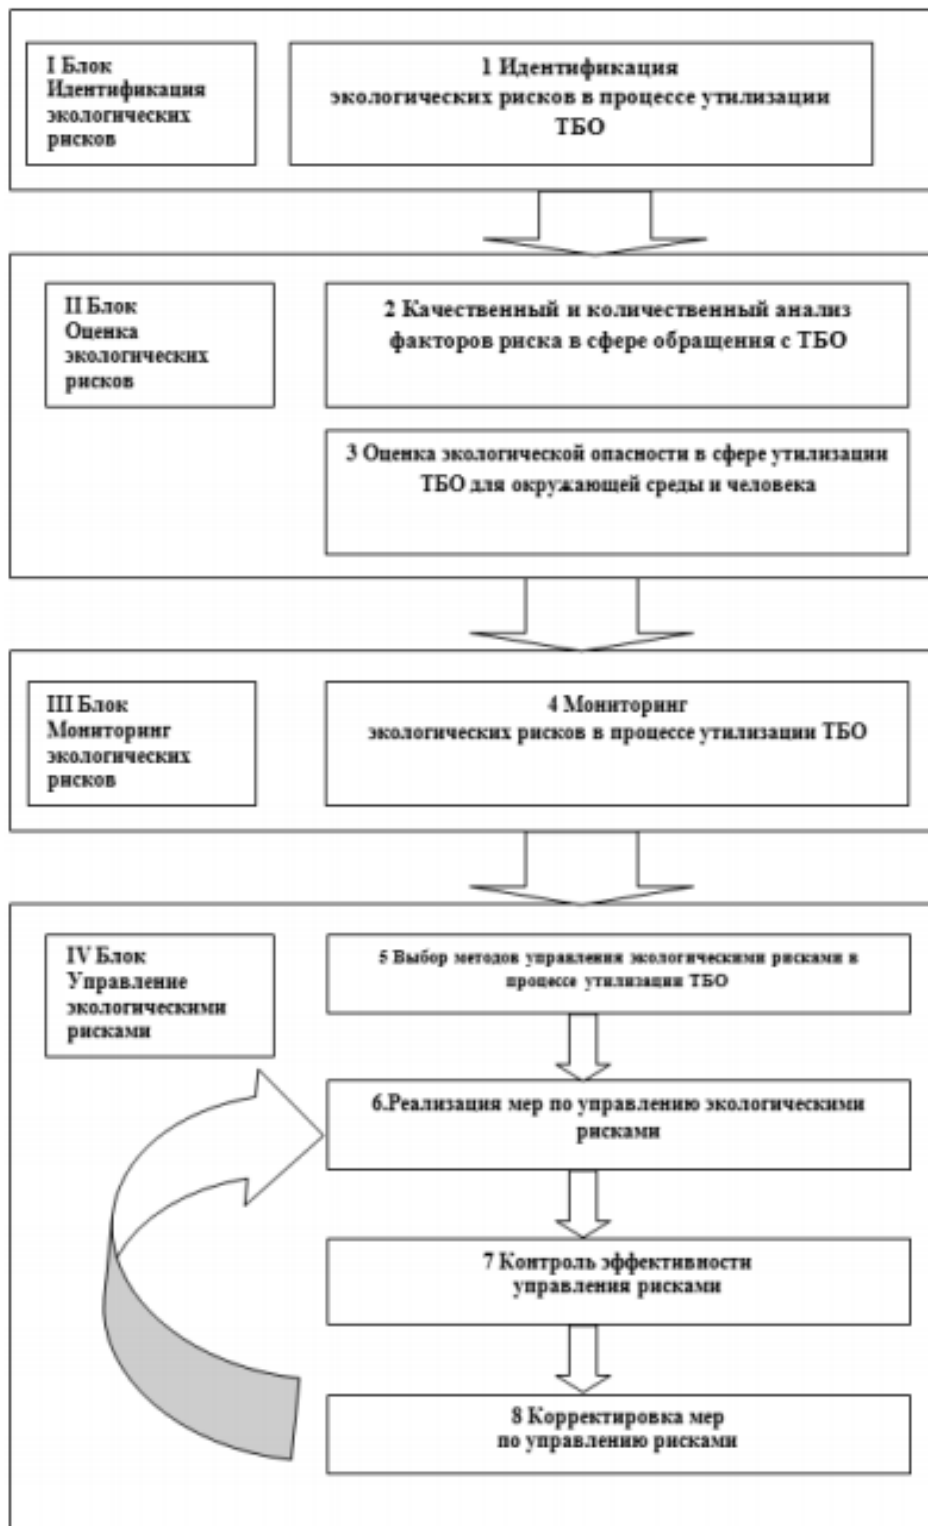 I Блок
Идентификация
экологических
рисков
1 Идентификация
экологических рисков в процессе утилизации
ТБО
II Блок
Оценка
экологических
рисков
2 Качественный и количественный анализ
факторов риска в сфере обращения с ТБО
3 Оценка экологической опасности в сфере утилизации
ТБО для окружающей среды и человека
III Блок
Мониторинг
экологических
рисков
4 Мониторинг
экологических рисков в процессе утилизации ТБО
IV Блок
Управление
экологическими
рисками
5 Выбор методов управления экологическими рисками в
процессе утилизации ТБО
6.Реализация мер по управлению экологическими
рисками
7 Контроль эффективности
управления рисками
8 Корректировка мер
по управлению рисками